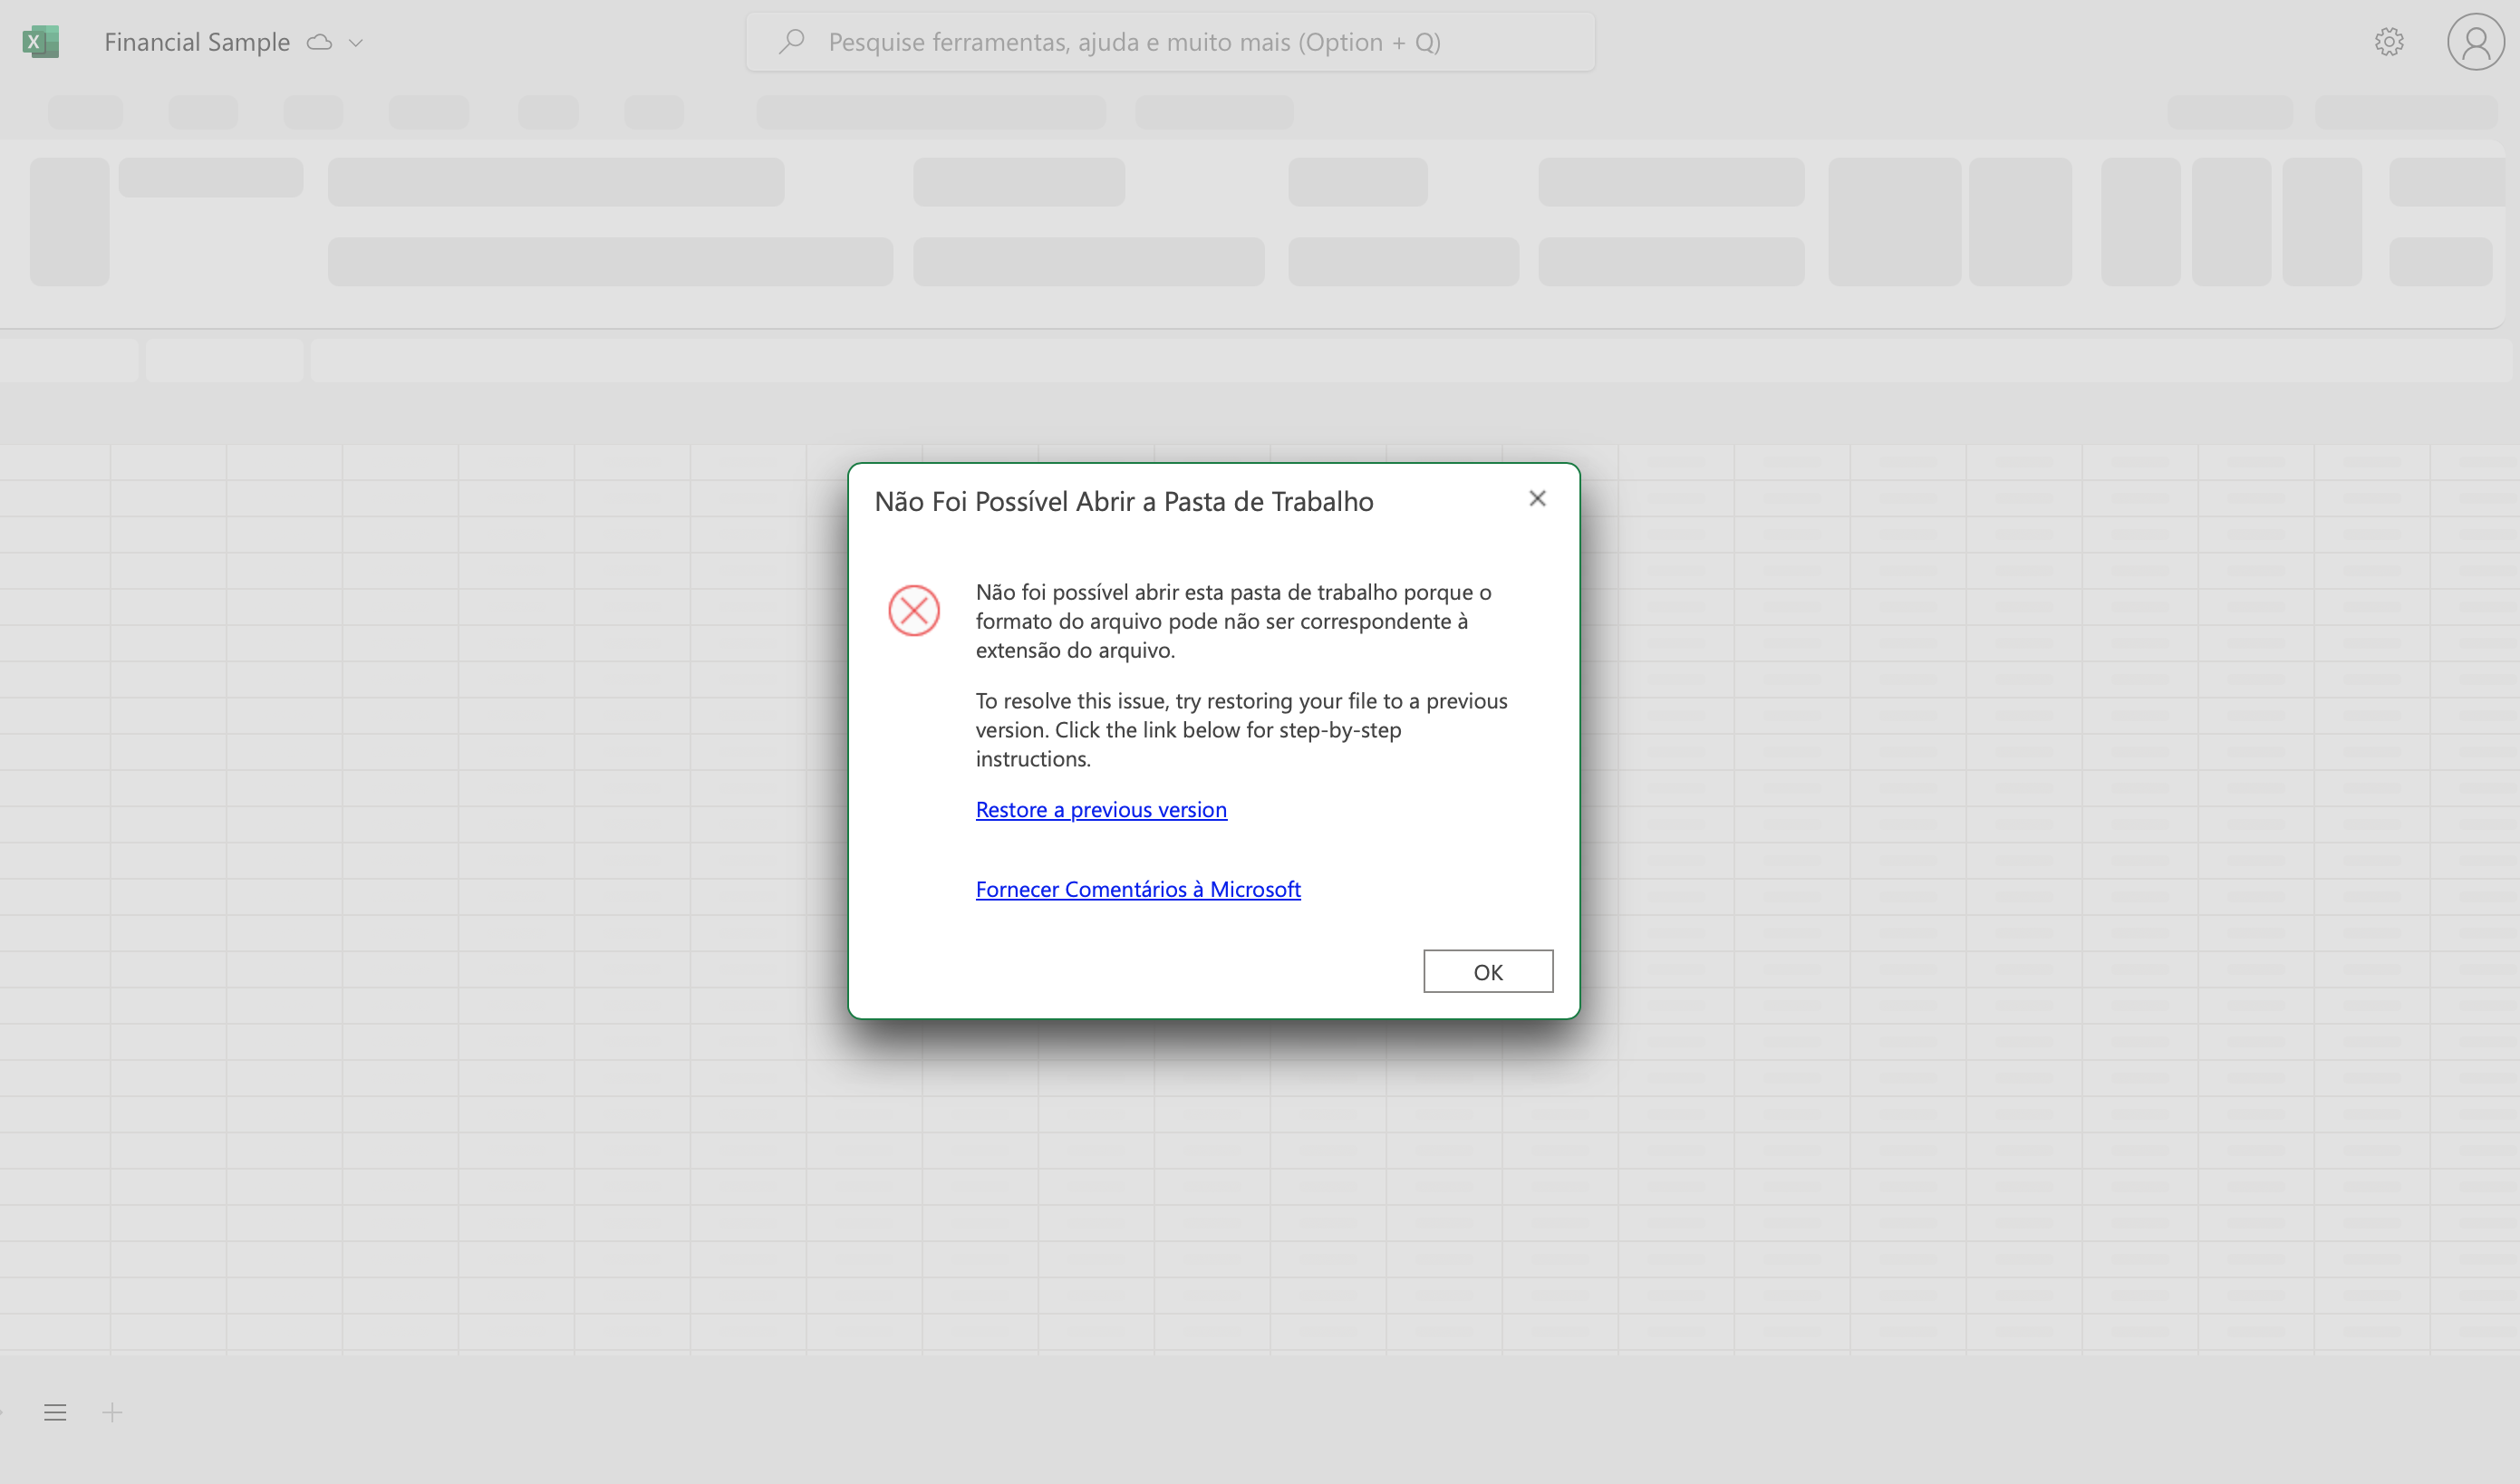 Financial Sample
Pesquise ferramentas, ajuda e muito mais (Option + Q)
Não Foi Possível Abrir a Pasta de Trabalho
Não foi possível abrir esta pasta de trabalho porque o
formato do arquivo pode não ser correspondente à
extensão do arquivo.
To resolve this issue, try restoring your file to a previous
version. Click the link below for step-by-step
instructions.
Restore a previous version
Fornecer Comentários à Microsoft
OK